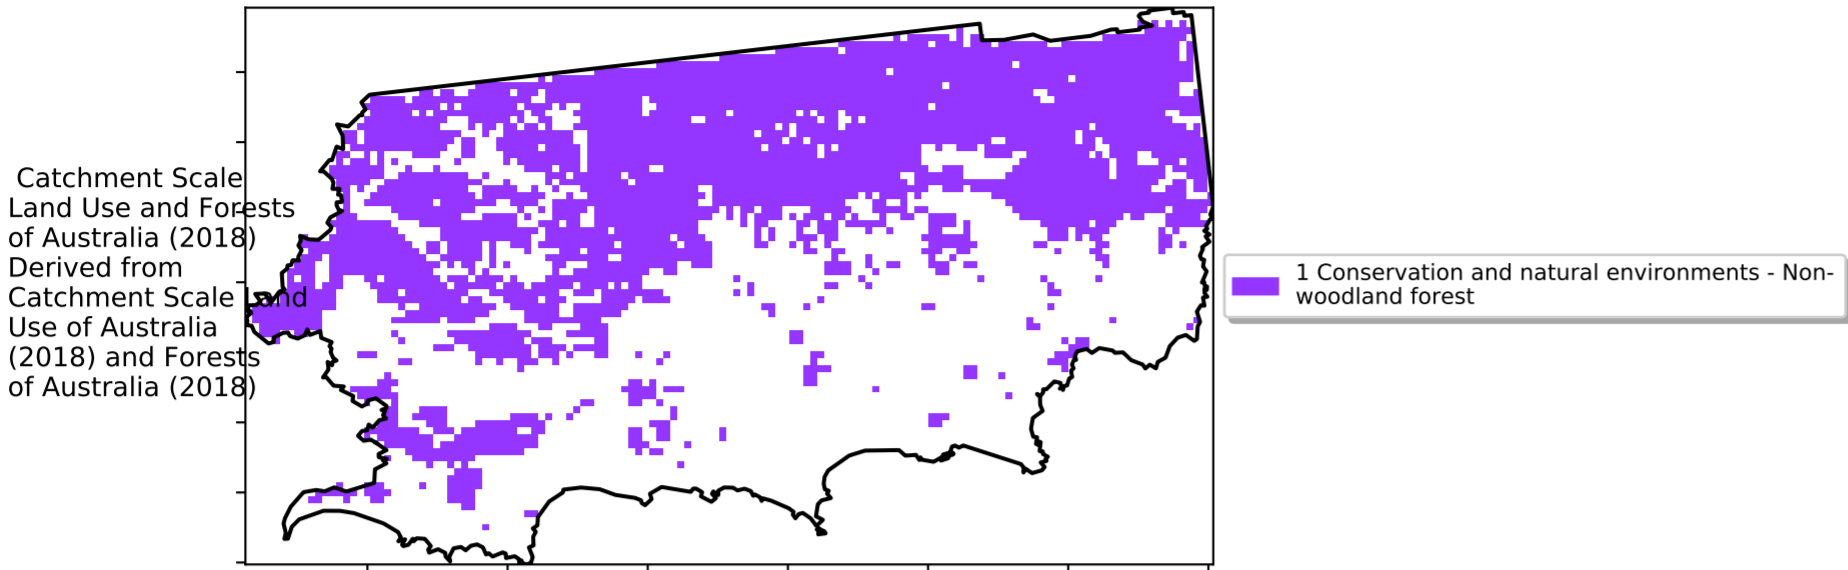 Catchment Scale
Land Use and Forests
of Australia (2018)
Derived from
Catchment Scale Land
Use of Australia
(2018) and Forests
of Australia (2018)
1 Conservation and natural environments - Non-
woodland forest